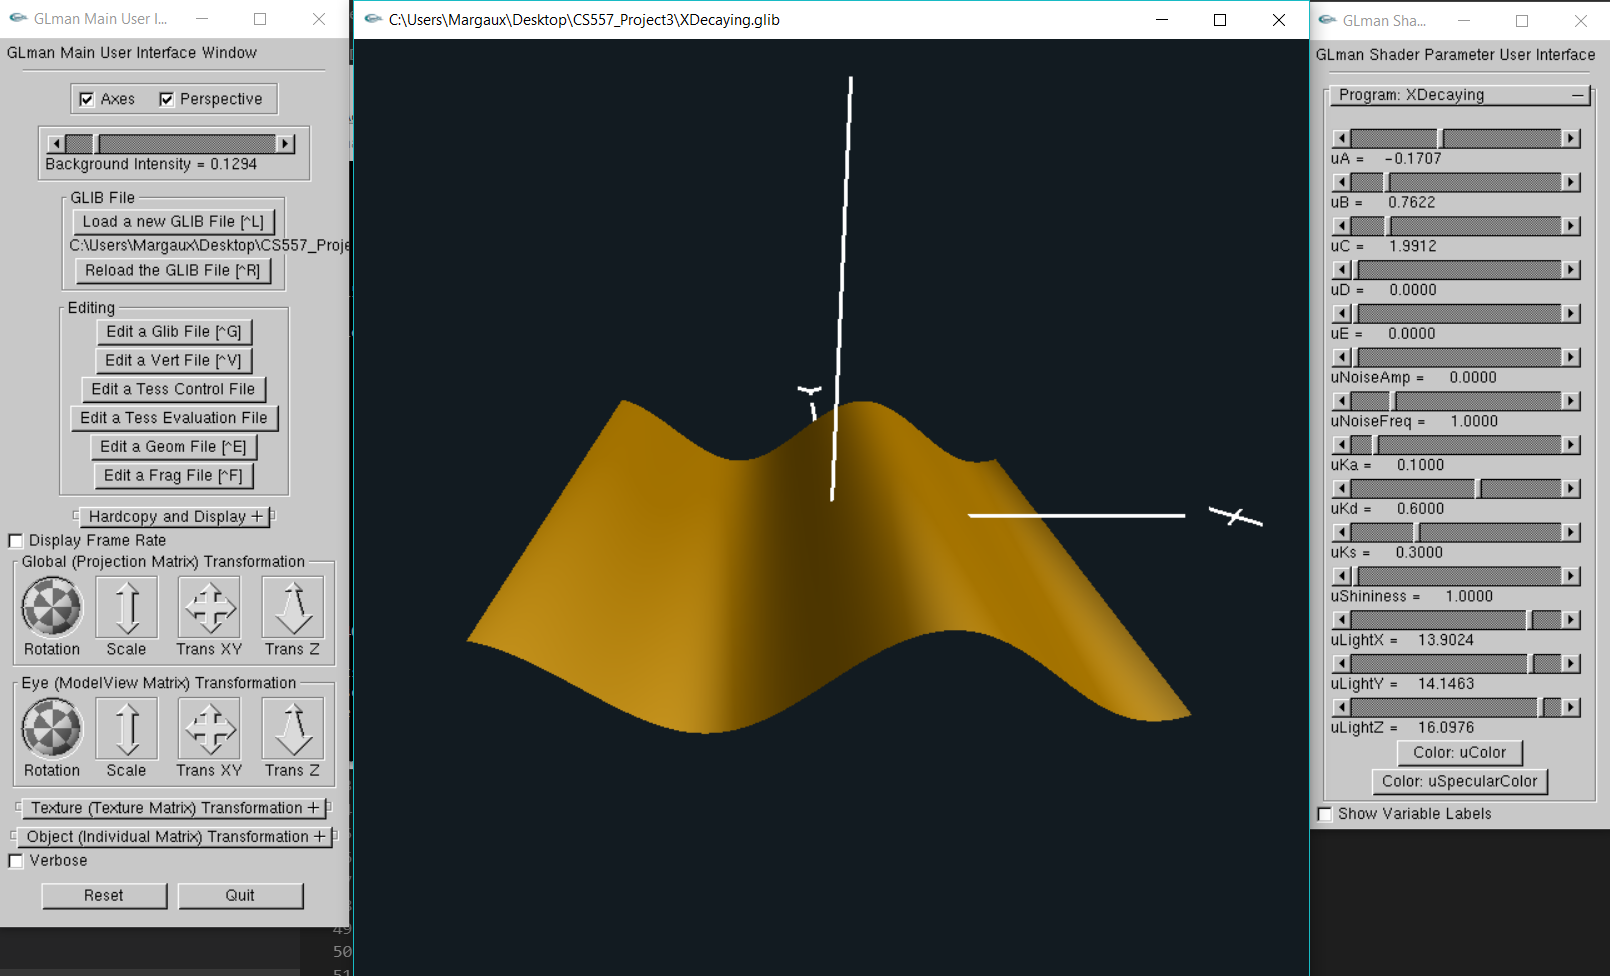 GLman Main User I...
GLman Main User Interface Window
Axes
Perspective
Background Intensity = 0.1294
GLIB File
Load a new GLIB File [^L]
C:\Users\Margaux\Desktop\CS557_Proje
Reload the GLIB File [^R]
Editing
Edit a Glib File [^G]
Edit a Vert File [^V]
Edit a Tess Control File
Edit a Tess Evaluation File
Edit a Geom File [^E]
Edit a Frag File [^F]
Hardcopy and Display +
Display Frame Rate
Global (Projection Matrix) Transformation
Rotation Scale Trans XY Trans Z
Eye (ModelView Matrix) Transformation
Rotation Scale Trans XY Trans Z
Texture (Texture Matrix) Transformation +
Object (Individual Matrix) Transformation +
Verbose
Reset Quit
49
50
51
C:\Users\Margaux\Desktop\CS557_Project3\XDecaying.glib
Y
X
GLman Sha...
GLman Shader Parameter User Interface
Program: XDecaying
uA = -0.1707
uB = 0.7622
uC = 1.9912
uD = 0.0000
uE = 0.0000
uNoiseAmp = 0.0000
uNoiseFreq = 1.0000
uKa = 0.1000
uKd = 0.6000
uKs = 0.3000
uShininess = 1.0000
uLightX = 13.9024
uLightY = 14.1463
uLightZ = 16.0976
Color: uColor
Color: uSpecularColor
Show Variable Labels